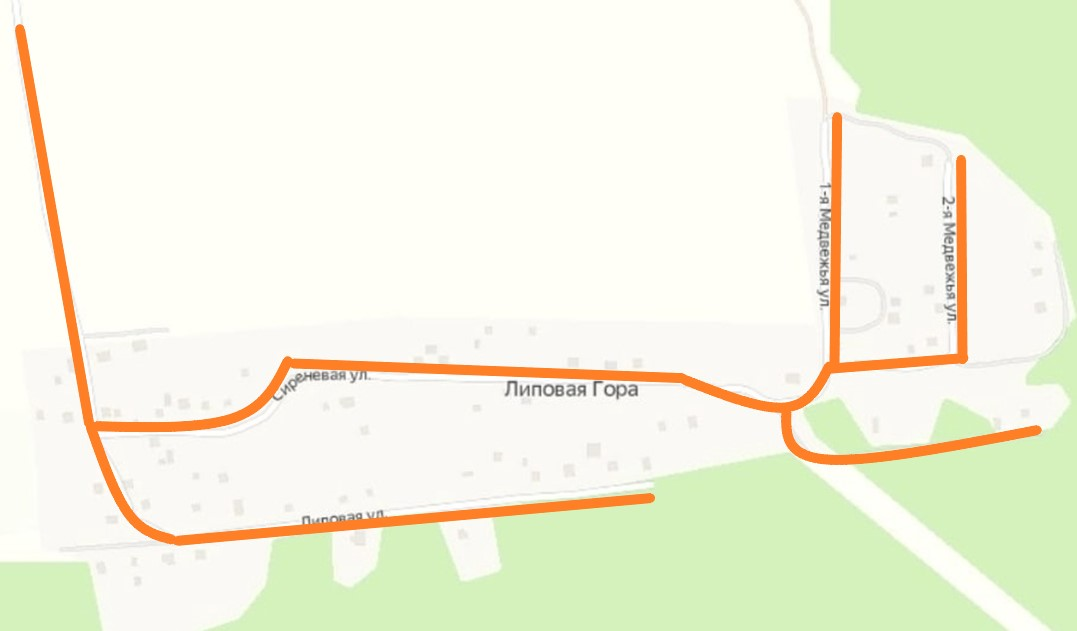 1-я Медвежья ул.
2-я Медвежья ул.
Сиреневая ул.
Липовая Гора
Липовая ул.